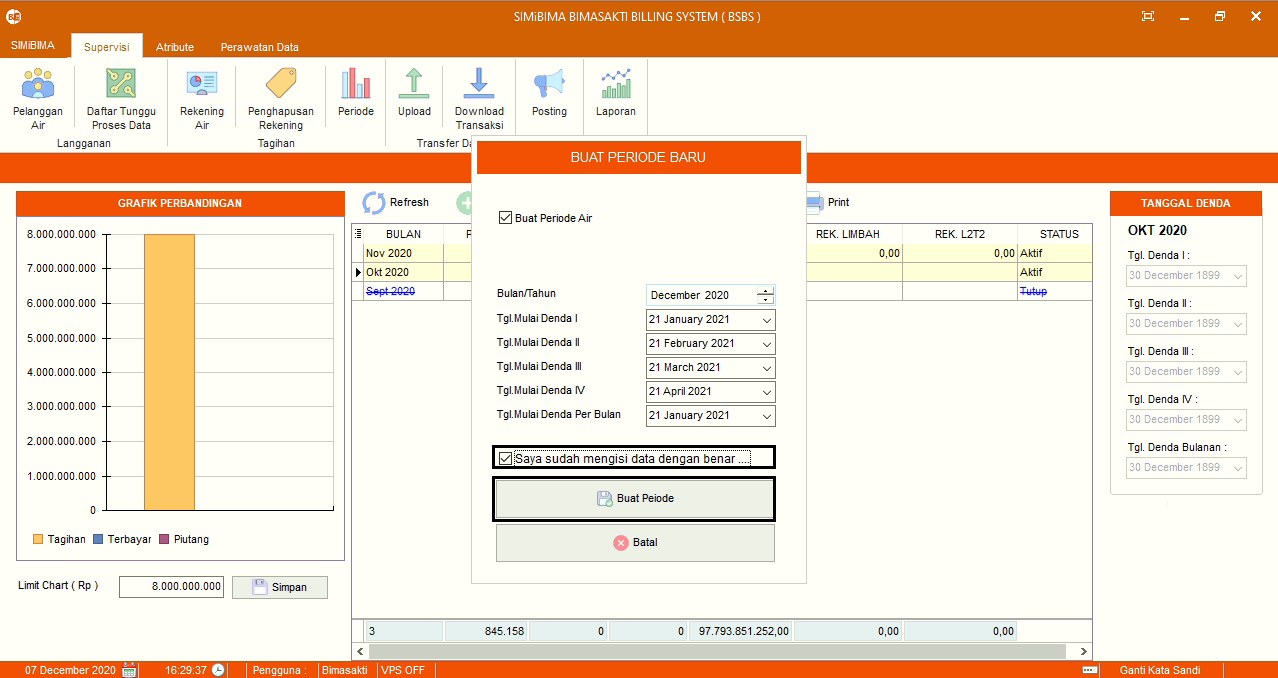 SIMiBIMA BIMASAKTI BILLING SYSTEM ( BSBS )
SIMiBIMA Supervisi Atribute Perawatan Data
Pelanggan Air
Daftar Tunggu Proses Data
Rekening Air
Penghapusan Rekening
Periode
Upload
Download Transaksi
Posting
Laporan
Langganan
Tagihan
Transfer
BUAT PERIODE BARU
GRAFIK PERBANDINGAN
8.000.000.000
7.000.000.000
6.000.000.000
5.000.000.000
4.000.000.000
3.000.000.000
2.000.000.000
1.000.000.000
0
Tagihan Terbayar Piutang
Limit Chart ( Rp ) 8.000.000.000 Simpan
Refresh
Print
BULAN P REK. LIMBAH REK. L2T2 STATUS
Nov 2020 0,00 0,00 Aktif
Okt 2020 Aktif
Sept 2020 Tutup
Buat Periode Air
Bulan/Tahun December 2020
Tgl.Mulai Denda I 21 January 2021
Tgl.Mulai Denda II 21 February 2021
Tgl.Mulai Denda III 21 March 2021
Tgl.Mulai Denda IV 21 April 2021
Tgl.Mulai Denda Per Bulan 21 January 2021
Saya sudah mengisi data dengan benar ....
Buat Peiode
Batal
3 845.158 0 0 97.793.851.252,00 0,00 0,00
TANGGAL DENDA
OKT 2020
Tgl. Denda I :
30 December 1899
Tgl. Denda II :
30 December 1899
Tgl. Denda III :
30 December 1899
Tgl. Denda IV :
30 December 1899
Tgl. Denda Bulanan :
30 December 1899
07 December 2020 16:29:37 Pengguna : Bimasakti VPS OFF Ganti Kata Sandi